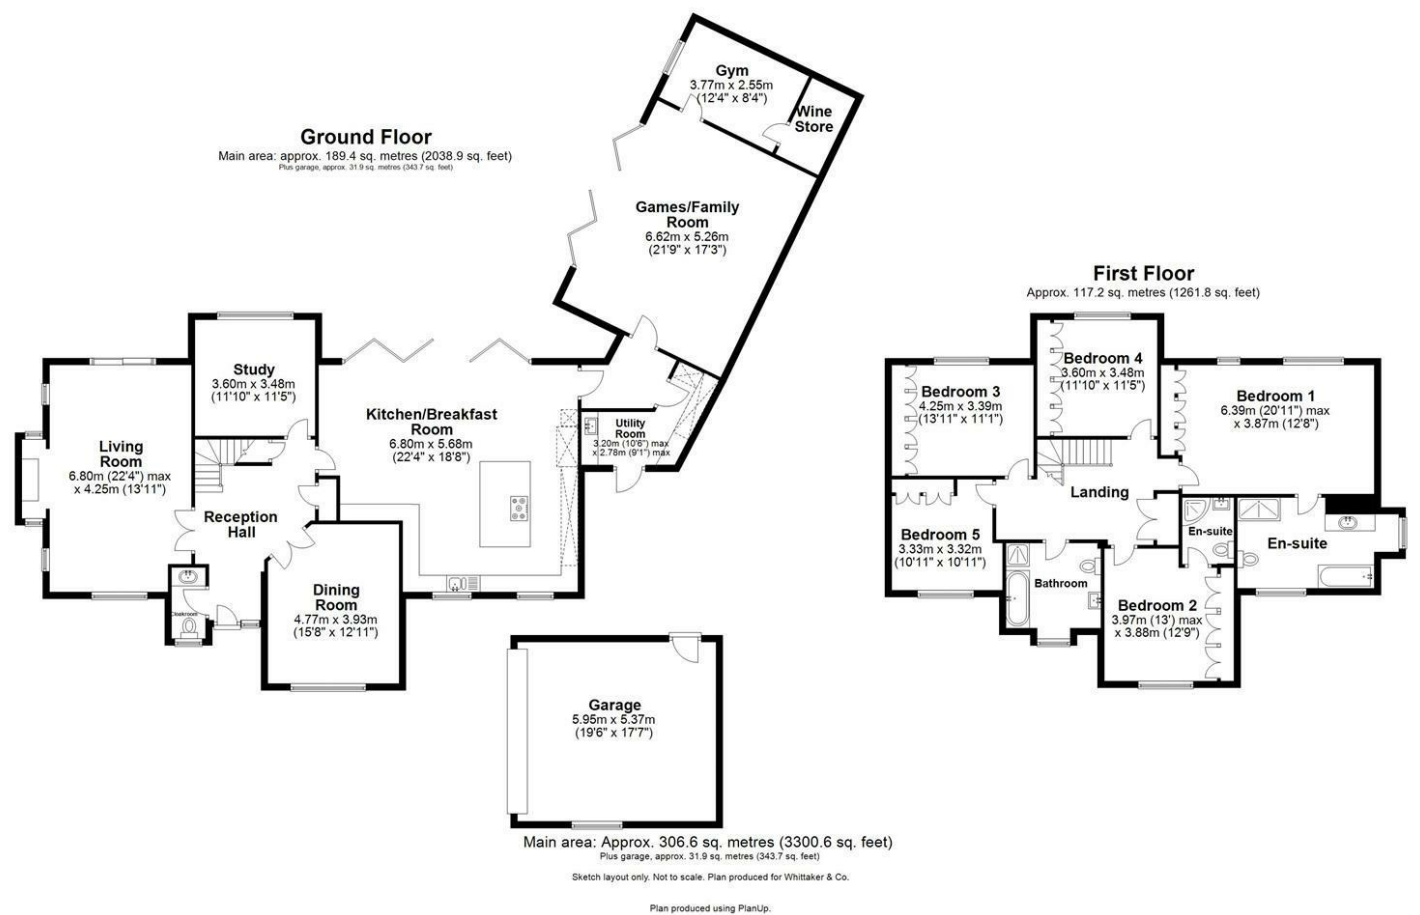 Ground Floor
Main area: approx. 189.4 sq. metres (2038.9 sq. feet)
Plus garage, approx. 31.9 sq. metres (343.7 sq. feet)
Gym
3.77m x 2.55m
(12'4" x 8'4")
Wine
Store
Games/Family
Room
6.62m x 5.26m
(21'9" x 17'3")
Study
3.60m x 3.48m
(11'10" x 11'5")
Kitchen/Breakfast
Room
6.80m x 5.68m
(22'4" x 18'8")
Utility
Room
3.20m (10'6") max
x 2.78m (9'1") max
Living
Room
6.80m (22'4") max
x 4.25m (13'11")
Reception
Hall
Dining
Room
4.77m x 3.93m
(15'8" x 12'11")
Cloakroom
Garage
5.95m x 5.37m
(19'6" x 17'7")
First Floor
Approx. 117.2 sq. metres (1261.8 sq. feet)
Bedroom 4
3.60m x 3.48m
(11'10" x 11'5")
Bedroom 3
4.25m x 3.39m
(13'11" x 11'1")
Bedroom 1
6.39m (20'11") max
x 3.87m (12'8")
Landing
Bedroom 5
3.33m x 3.32m
(10'11" x 10'11")
En-suite
En-suite
Bathroom
Bedroom 2
3.97m (13') max
x 3.88m (12'9")
Main area: Approx. 306.6 sq. metres (3300.6 sq. feet)
Plus garage, approx. 31.9 sq. metres (343.7 sq. feet)
Sketch layout only. Not to scale. Plan produced for Whittaker & Co.
Plan produced using PlanUp.